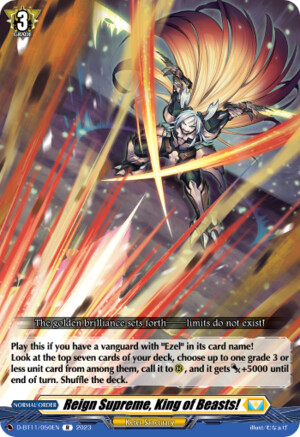 3
GRADE
The golden brilliance sets forth ── limits do not exist!
Play this if you have a vanguard with "Ezel" in its card name!
Look at the top seven cards of your deck, choose up to one grade 3 or
less unit card from among them, call it to , and it gets +5000 until
end of turn. Shuffle the deck.
NORMAL ORDER
Reign Supreme, King of Beasts!
Keter Sanctuary
D-BT11/050EN R 2023